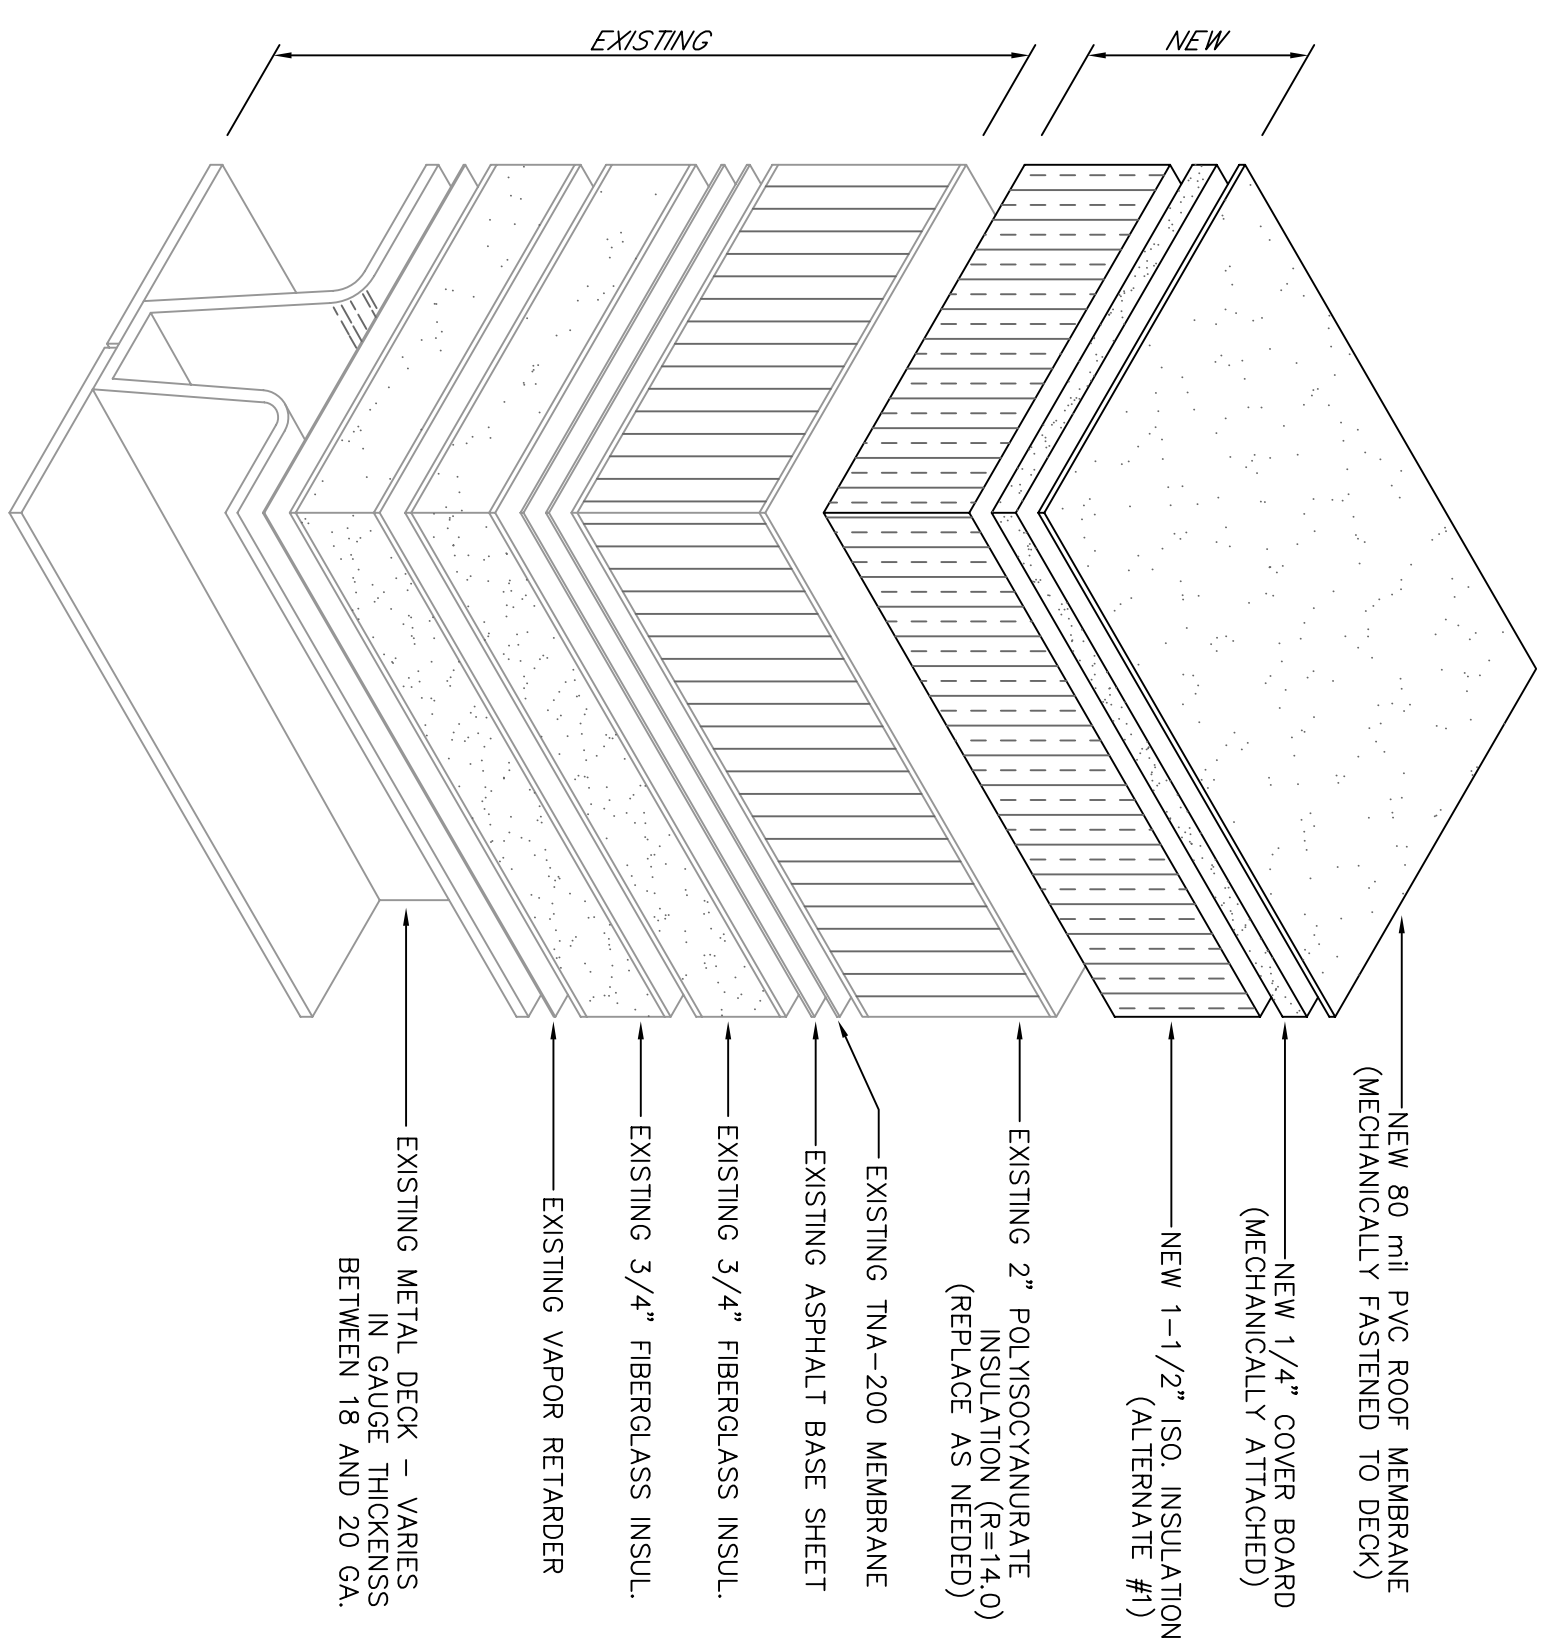 NEW
EXISTING
NEW 80 mil PVC ROOF MEMBRANE
(MECHANICALLY FASTENED TO DECK)
NEW 1/4" COVER BOARD
(MECHANICALLY ATTACHED)
NEW 1-1/2" ISO. INSULATION
(ALTERNATE #1)
EXISTING 2" POLYISOCYANURATE
INSULATION (R=14.0)
(REPLACE AS NEEDED)
EXISTING TNA-200 MEMBRANE
EXISTING ASPHALT BASE SHEET
EXISTING 3/4" FIBERGLASS INSUL.
EXISTING 3/4" FIBERGLASS INSUL.
EXISTING VAPOR RETARDER
EXISTING METAL DECK - VARIES
IN GAUGE THICKENSS
BETWEEN 18 AND 20 GA.